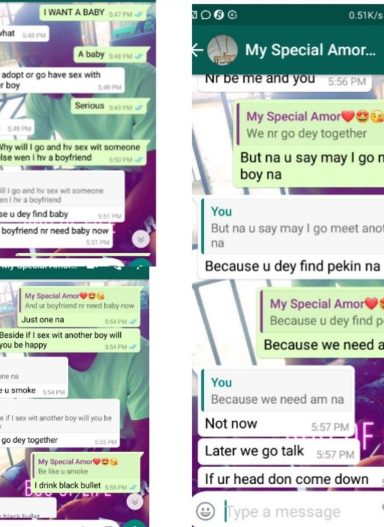 I WANT A BABY 5:47 PM
what 5:48 PM
A baby 5:48 PM
adopt or go have sex with
er boy 5:49 PM
Serious 5:49 PM
5:49 PM
Why will I go and hv sex wit someone
else wen I hv a boyfriend 5:50 PM
ill I go and hv sex wit someone
wen I hv a boyfriend
e u dey find baby 5:51 PM
boyfriend nr need baby now
5:51 PM
My Special Amor
And ur boyfriend nr need baby now
Just one na 5:54 PM
Beside if I sex wit another boy will
you be happy 5:54 PM
one na
e u smoke 5:54 PM
e if I sex wit another boy will you be
y
go dey together 5:55 PM
My Special Amor
Be like u smoke
I drink black bullet 5:55 PM
0.51K/s
My Special Amor...
Nr be me and you 5:56 PM
My Special Amor
We nr go dey together
But na u say may I go m
boy na
You
But na u say may I go meet anot
na
Because u dey find pekin na
My Special Amor
Because u dey find p
Because we need a
You
Because we need am na
Not now 5:57 PM
Later we go talk 5:57 PM
If ur head don come down
Type a message